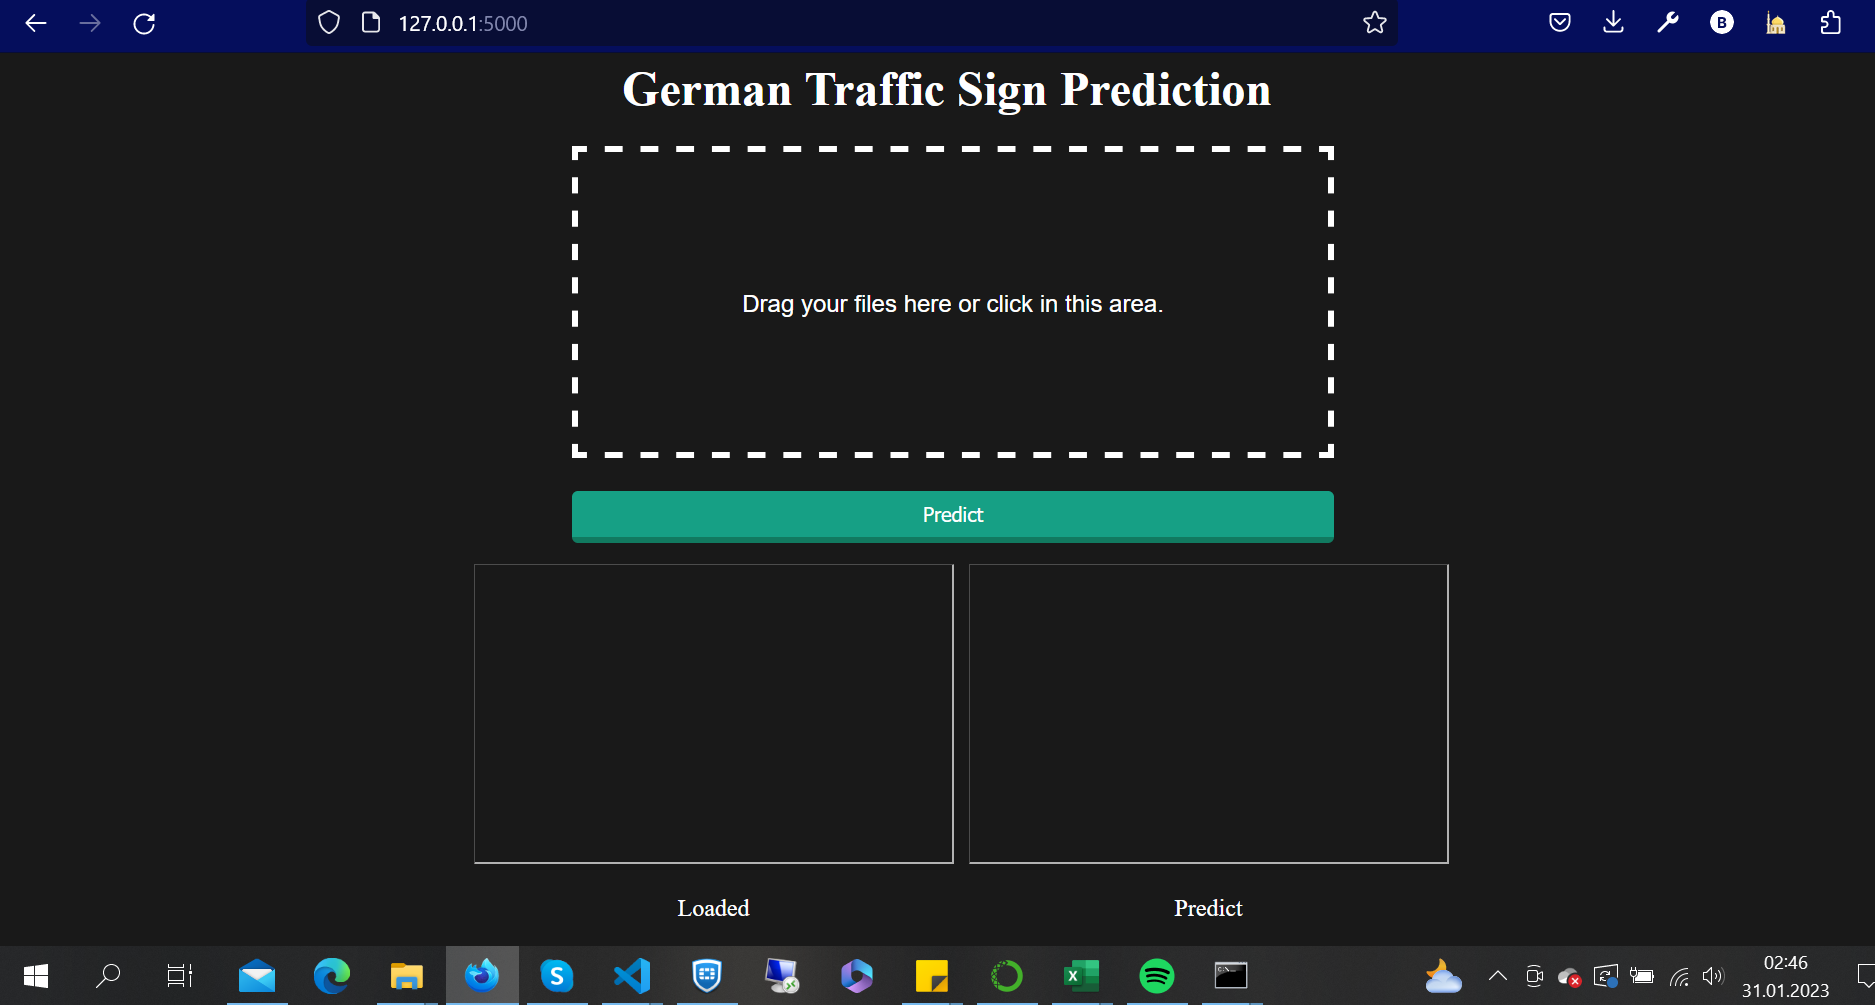 127.0.0.1:5000
B
German Traffic Sign Prediction
Drag your files here or click in this area.
Predict
Loaded
Predict
S
X
C:\_
02:46
31.01.2023